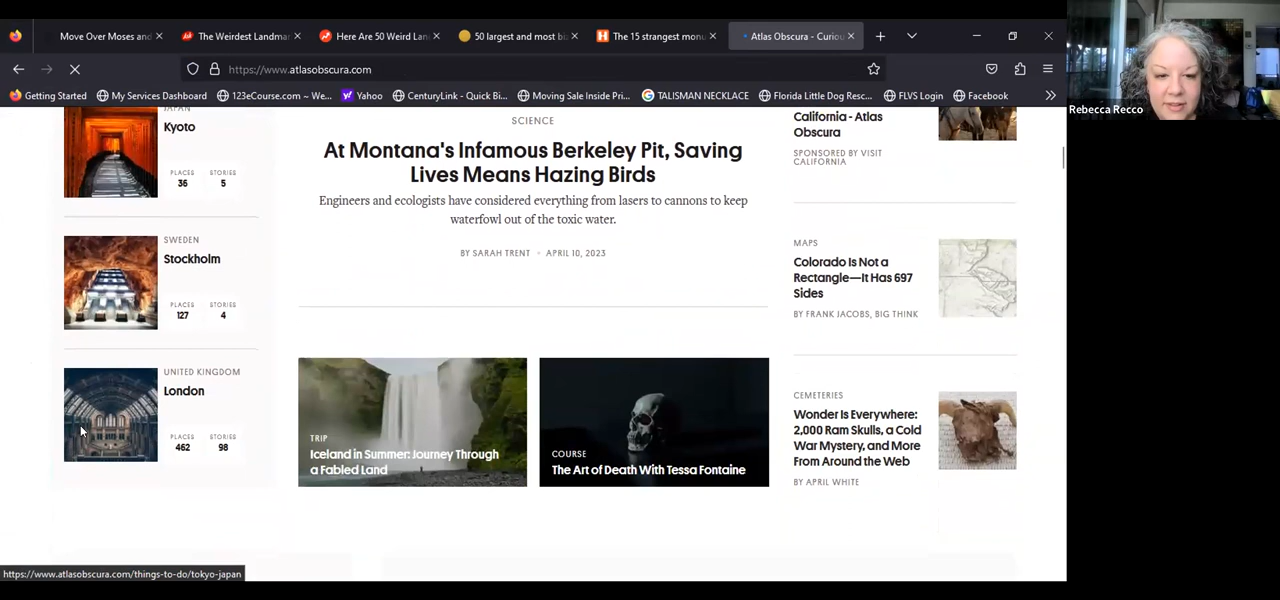 Move Over Moses and
The Weirdest Landma
Here Are 50 Weird Lan
50 largest and most bi
The 15 strangest monu
Atlas Obscura - Curiou
https://www.atlasobscura.com
Getting Started
My Services Dashboard
123eCourse.com ~ We...
Yahoo
CenturyLink - Quick Bi...
Moving Sale Inside Pri...
TALISMAN NECKLACE
Florida Little Dog Resc...
FLVS Login
Facebook
Rebecca Recco
JAPAN
Kyoto
PLACES STORIES
36 5
SWEDEN
Stockholm
PLACES STORIES
127 4
UNITED KINGDOM
London
PLACES STORIES
462 98
SCIENCE
At Montana's Infamous Berkeley Pit, Saving
Lives Means Hazing Birds
Engineers and ecologists have considered everything from lasers to cannons to keep
waterfowl out of the toxic water.
BY SARAH TRENT • APRIL 10, 2023
TRIP
Iceland in Summer: Journey Through
a Fabled Land
COURSE
The Art of Death With Tessa Fontaine
California - Atlas
Obscura
SPONSORED BY VISIT
CALIFORNIA
MAPS
Colorado Is Not a
Rectangle—It Has 697
Sides
BY FRANK JACOBS, BIG THINK
CEMETERIES
Wonder Is Everywhere:
2,000 Ram Skulls, a Cold
War Mystery, and More
From Around the Web
BY APRIL WHITE
https://www.atlasobscura.com/things-to-do/tokyo-japan